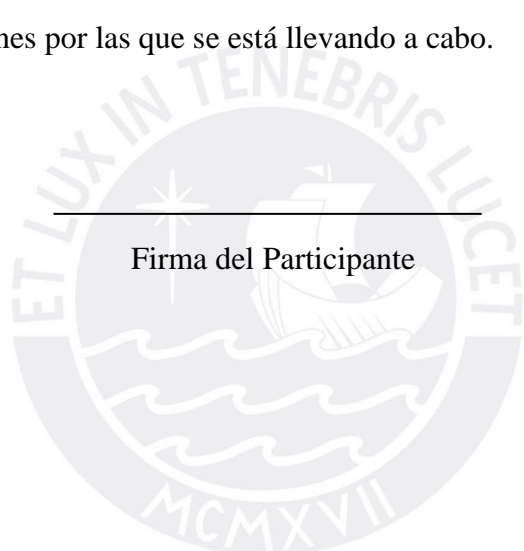 nes por las que se está llevando a cabo.
ET LUX IN TENEBRIS LUCET
Firma del Participante
MCMXVII